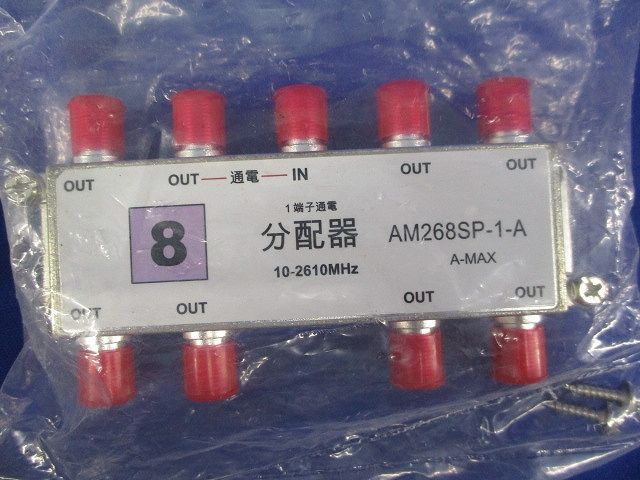 OUT
OUT — 通電 — IN
OUT
OUT
8
1端子通電
分配器
10-2610MHz
AM268SP-1-A
A-MAX
OUT
OUT
OUT
OUT